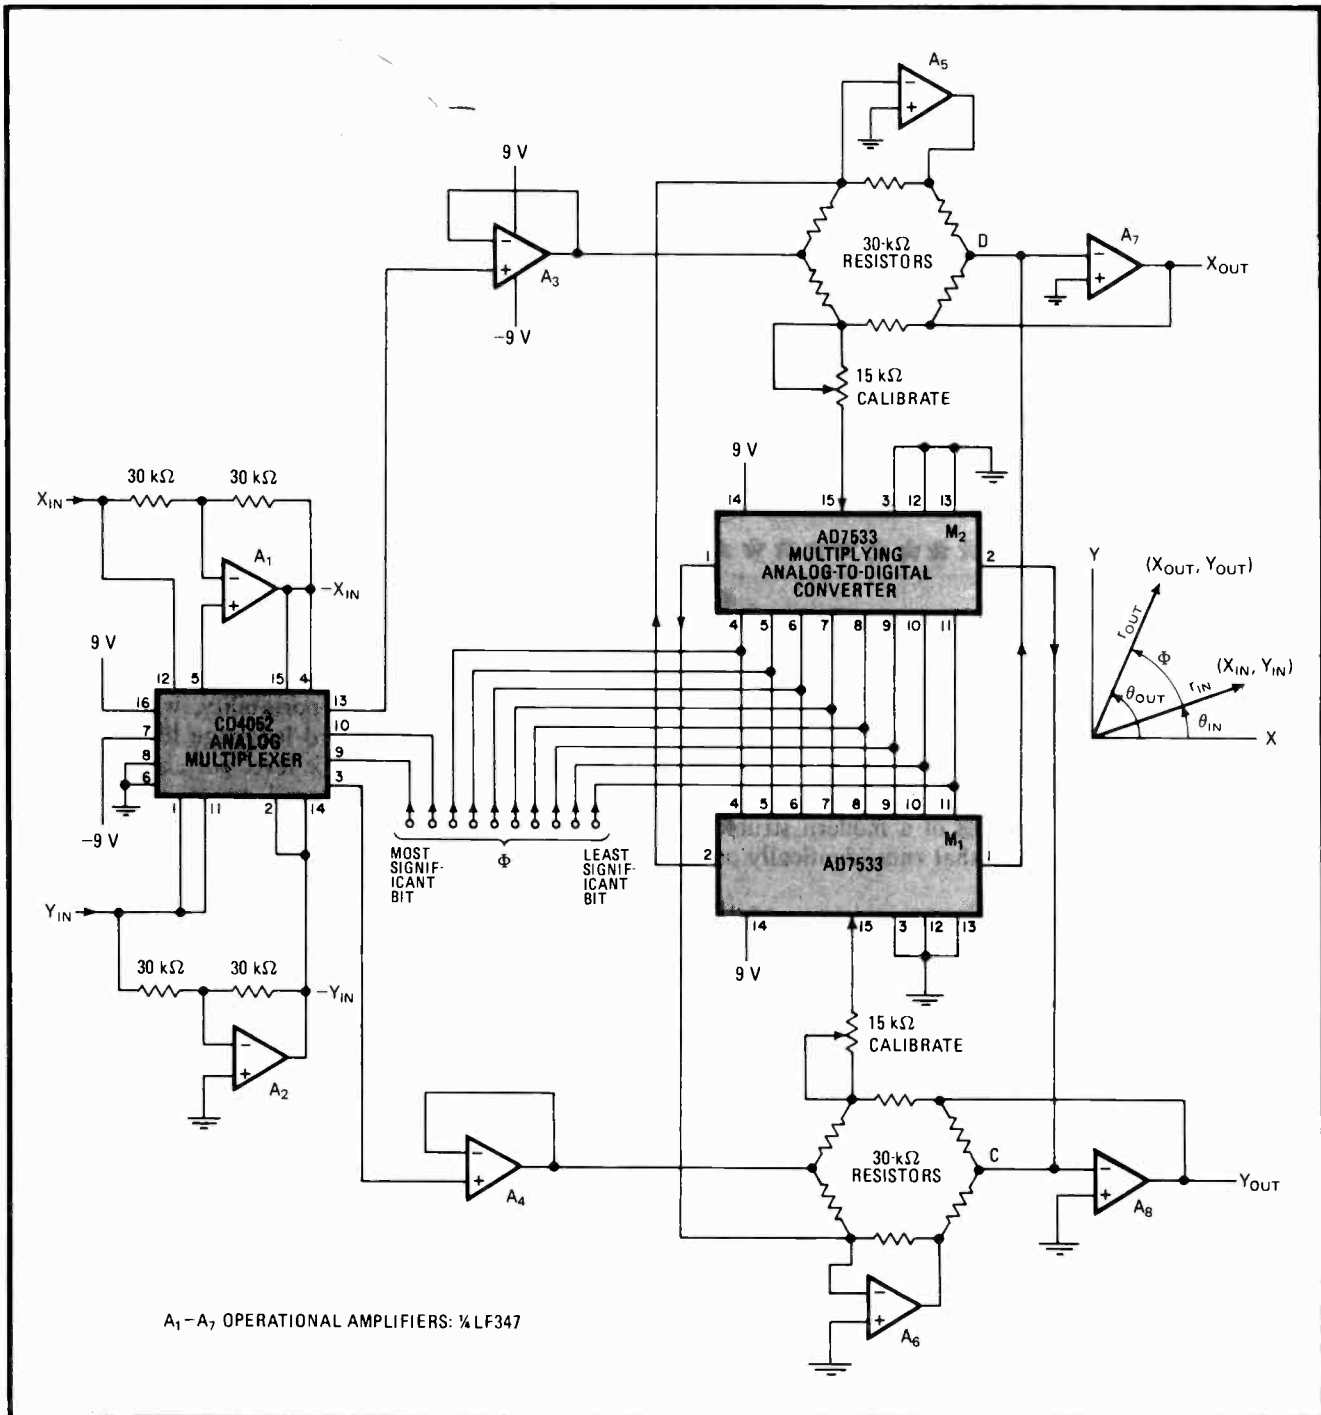 A5
9 V
A3
−9 V
30-kΩ
RESISTORS
D
A7
XOUT
15 kΩ
CALIBRATE
30 kΩ
30 kΩ
XIN
A1
−XIN
9 V
12
5
15
4
16
7
8
6
13
10
9
3
CD4052
ANALOG
MULTIPLEXER
1
11
2
14
−9 V
9 V
14
15
3
12
13
M2
AD7533
MULTIPLYING
ANALOG-TO-DIGITAL
CONVERTER
1
2
4
5
6
7
8
9
10
11
Y
(XOUT, YOUT)
rOUT
Φ
(XIN, YIN)
θOUT
rIN
θIN
X
MOST
SIGNIF-
ICANT
BIT
Φ
LEAST
SIGNIF-
ICANT
BIT
4
5
6
7
8
9
10
11
M1
AD7533
2
1
14
15
3
12
13
9 V
YIN
30 kΩ
30 kΩ
−YIN
A2
15 kΩ
CALIBRATE
A4
30-kΩ
RESISTORS
C
A8
YOUT
A6
A1−A7 OPERATIONAL AMPLIFIERS: ¼ LF347